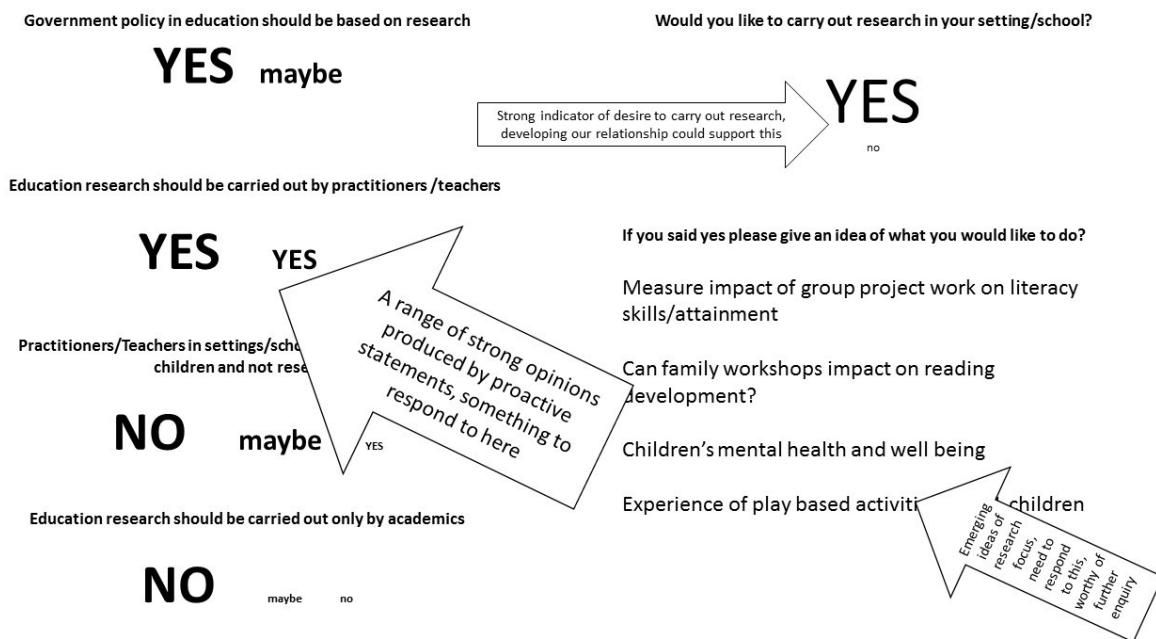 Government policy in education should be based on research
YES maybe
Education research should be carried out by practitioners /teachers
YES YES
Practitioners/Teachers in settings/scho
children and not rese
NO maybe YES
Education research should be carried out only by academics
NO maybe no
Would you like to carry out research in your setting/school?
Strong indicator of desire to carry out research,
developing our relationship could support this
YES
no
A range of strong opinions
produced by proactive
statements, something to
respond to here
If you said yes please give an idea of what you would like to do?
Measure impact of group project work on literacy
skills/attainment
Can family workshops impact on reading
development?
Children's mental health and well being
Experience of play based activiti children
Emerging
ideas of
research
focus,
need to
respond
to this,
worthy of
further
enquiry